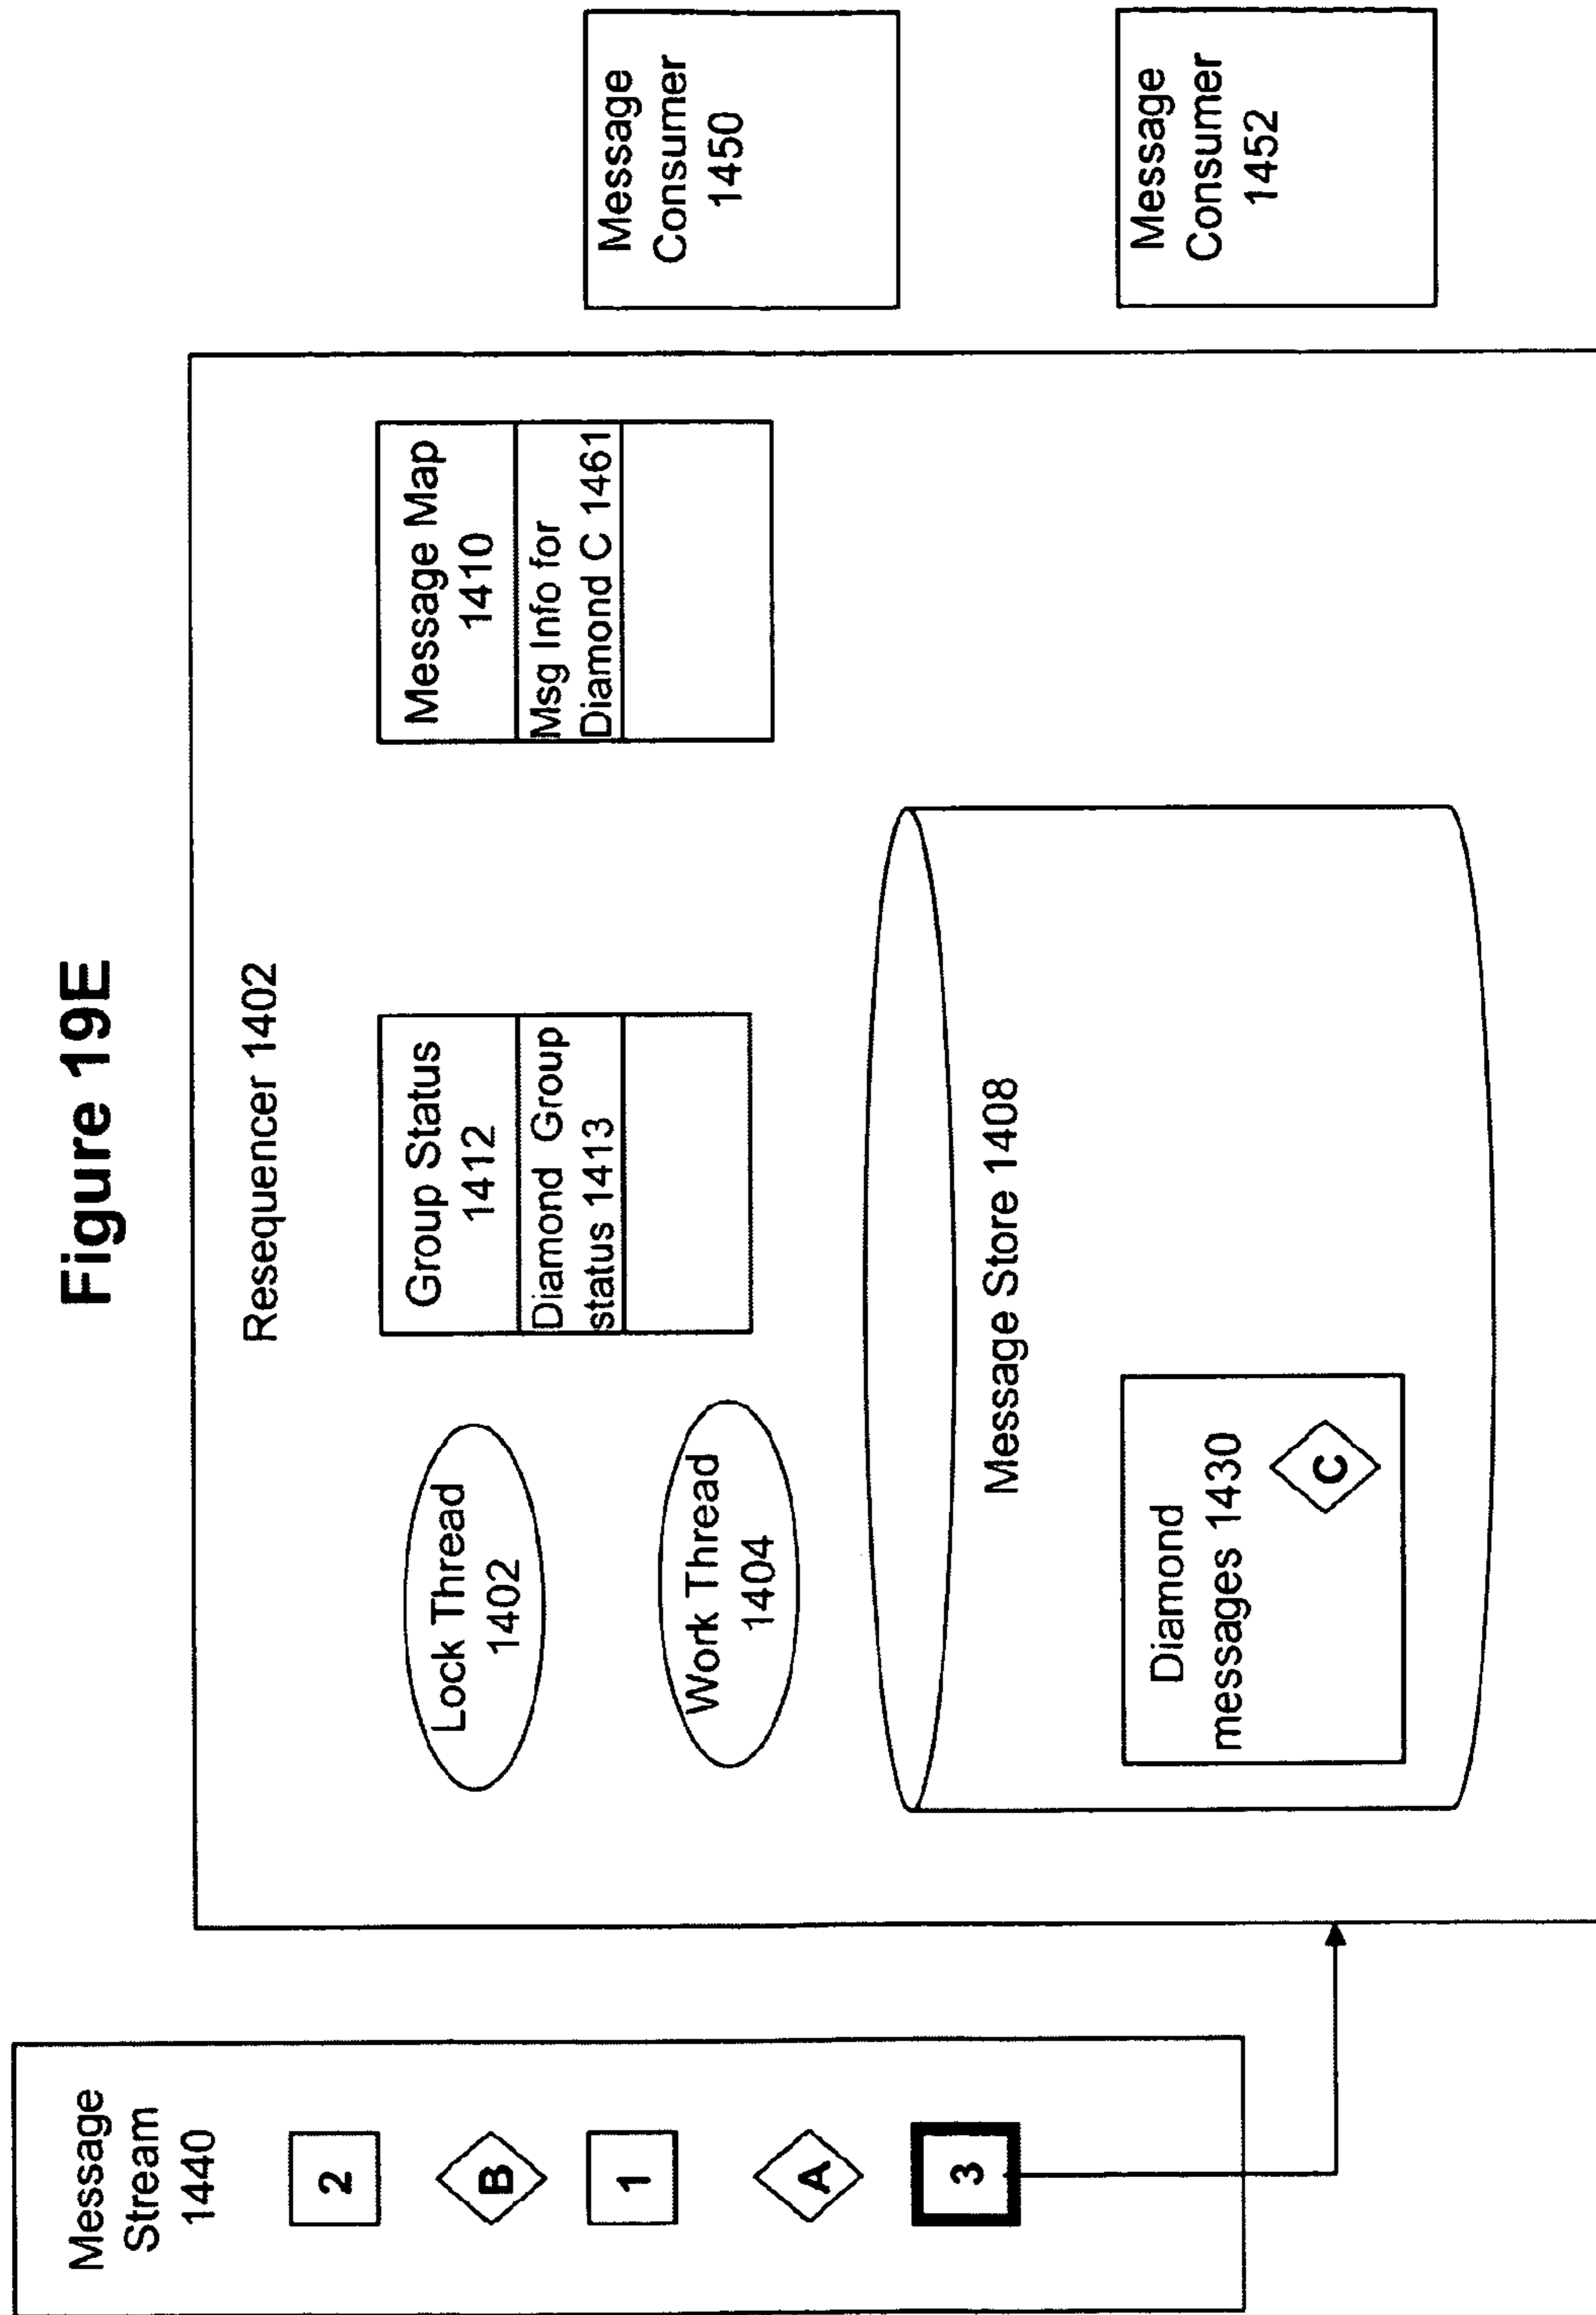 Figure 19E
Message
Stream
1440
2
B
1
A
3
Resequencer 1402
Lock Thread
1402
Work Thread
1404
Group Status
1412
Diamond Group
status 1413
Message Map
1410
Msg Info for
Diamond C 1461
Message Store 1408
Diamond
messages 1430
C
Message
Consumer
1450
Message
Consumer
1452